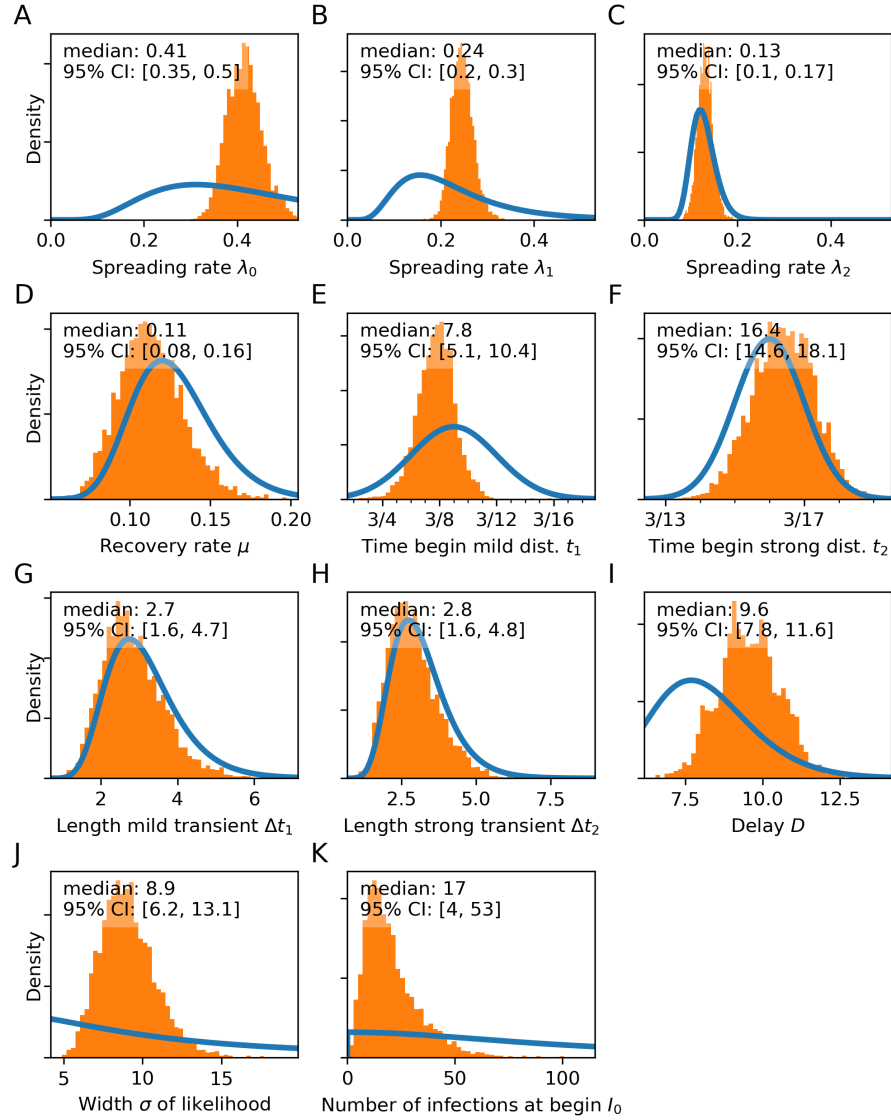 A
median: 0.41
95% CI: [0.35, 0.5]
Density
0.0 0.2 0.4
Spreading rate λ0
B
median: 0.24
95% CI: [0.2, 0.3]
0.0 0.2 0.4
Spreading rate λ1
C
median: 0.13
95% CI: [0.1, 0.17]
0.0 0.2 0.4
Spreading rate λ2
D
median: 0.11
95% CI: [0.08, 0.16]
Density
0.10 0.15 0.20
Recovery rate μ
E
median: 7.8
95% CI: [5.1, 10.4]
3/4 3/8 3/12 3/16
Time begin mild dist. t1
F
median: 16.4
95% CI: [14.6, 18.1]
3/13 3/17
Time begin strong dist. t2
G
median: 2.7
95% CI: [1.6, 4.7]
Density
2 4 6
Length mild transient Δt1
H
median: 2.8
95% CI: [1.6, 4.8]
2.5 5.0 7.5
Length strong transient Δt2
I
median: 9.6
95% CI: [7.8, 11.6]
7.5 10.0 12.5
Delay D
J
median: 8.9
95% CI: [6.2, 13.1]
Density
5 10 15
Width σ of likelihood
K
median: 17
95% CI: [4, 53]
0 50 100
Number of infections at begin I0